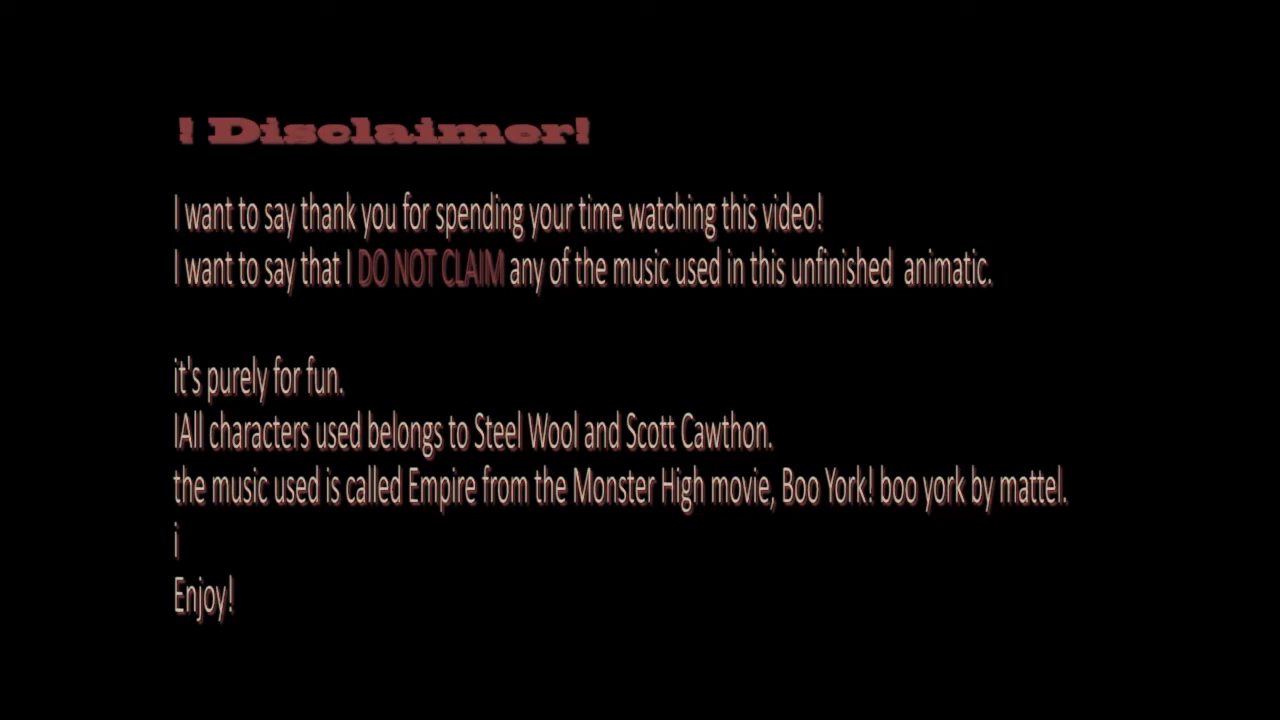 ! Disclaimer!
I want to say thank you for spending your time watching this video!
I want to say that I DO NOT CLAIM any of the music used in this unfinished  animatic.
it's purely for fun.
IAll characters used belongs to Steel Wool and Scott Cawthon.
the music used is called Empire from the Monster High movie, Boo York! boo york by mattel.
i
Enjoy!